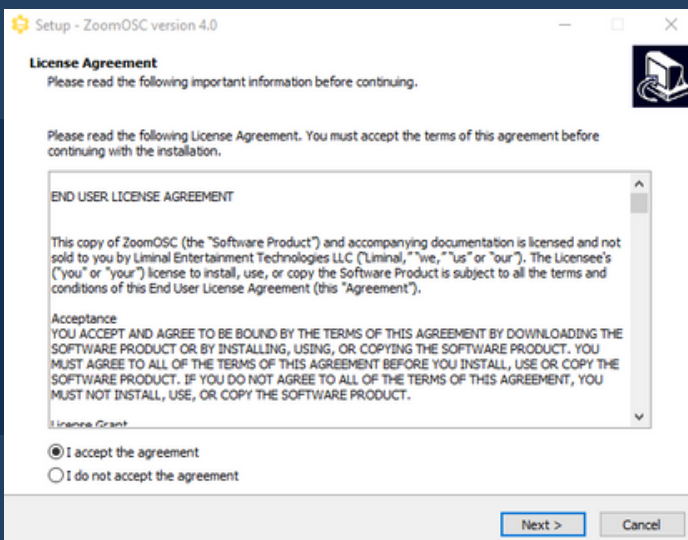 Setup - ZoomOSC version 4.0
License Agreement
Please read the following important information before continuing.
Please read the following License Agreement. You must accept the terms of this agreement before
continuing with the installation.
END USER LICENSE AGREEMENT
This copy of ZoomOSC (the "Software Product") and accompanying documentation is licensed and not
sold to you by Liminal Entertainment Technologies LLC ("Liminal," "we," "us" or "our"). The Licensee's
("you" or "your") license to install, use, or copy the Software Product is subject to all the terms and
conditions of this End User License Agreement (this "Agreement").
Acceptance
YOU ACCEPT AND AGREE TO BE BOUND BY THE TERMS OF THIS AGREEMENT BY DOWNLOADING THE
SOFTWARE PRODUCT OR BY INSTALLING, USING, OR COPYING THE SOFTWARE PRODUCT. YOU
MUST AGREE TO ALL OF THE TERMS OF THIS AGREEMENT BEFORE YOU INSTALL, USE OR COPY THE
SOFTWARE PRODUCT. IF YOU DO NOT AGREE TO ALL OF THE TERMS OF THIS AGREEMENT, YOU
MUST NOT INSTALL, USE, OR COPY THE SOFTWARE PRODUCT.
License Grant
I accept the agreement
I do not accept the agreement
Next >
Cancel